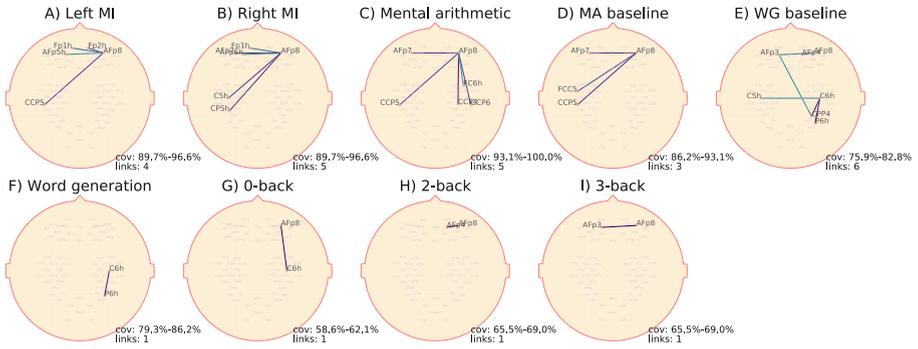 A) Left MI
B) Right MI
C) Mental arithmetic
D) MA baseline
E) WG baseline
Fp1h
Fp2h
AFp5h
AFp8
CCP5
cov: 89,7%-96,6%
links: 4
Fp1h
AFp8
C5h
CP5h
cov: 89,7%-96,6%
links: 5
AFp7
AFp8
FC6h
CCP5
CCP6
cov: 93,1%-100,0%
links: 5
AFp7
AFp8
FCC5
CCP5
cov: 86,2%-93,1%
links: 3
AFp3
AFp4
AFp8
C5h
C6h
CPP4
P6h
cov: 75,9%-82,8%
links: 6
F) Word generation
G) 0-back
H) 2-back
I) 3-back
C6h
P6h
cov: 79,3%-86,2%
links: 1
AFp8
C6h
cov: 58,6%-62,1%
links: 1
AFp4
AFp8
cov: 65,5%-69,0%
links: 1
AFp3
AFp8
cov: 65,5%-69,0%
links: 1